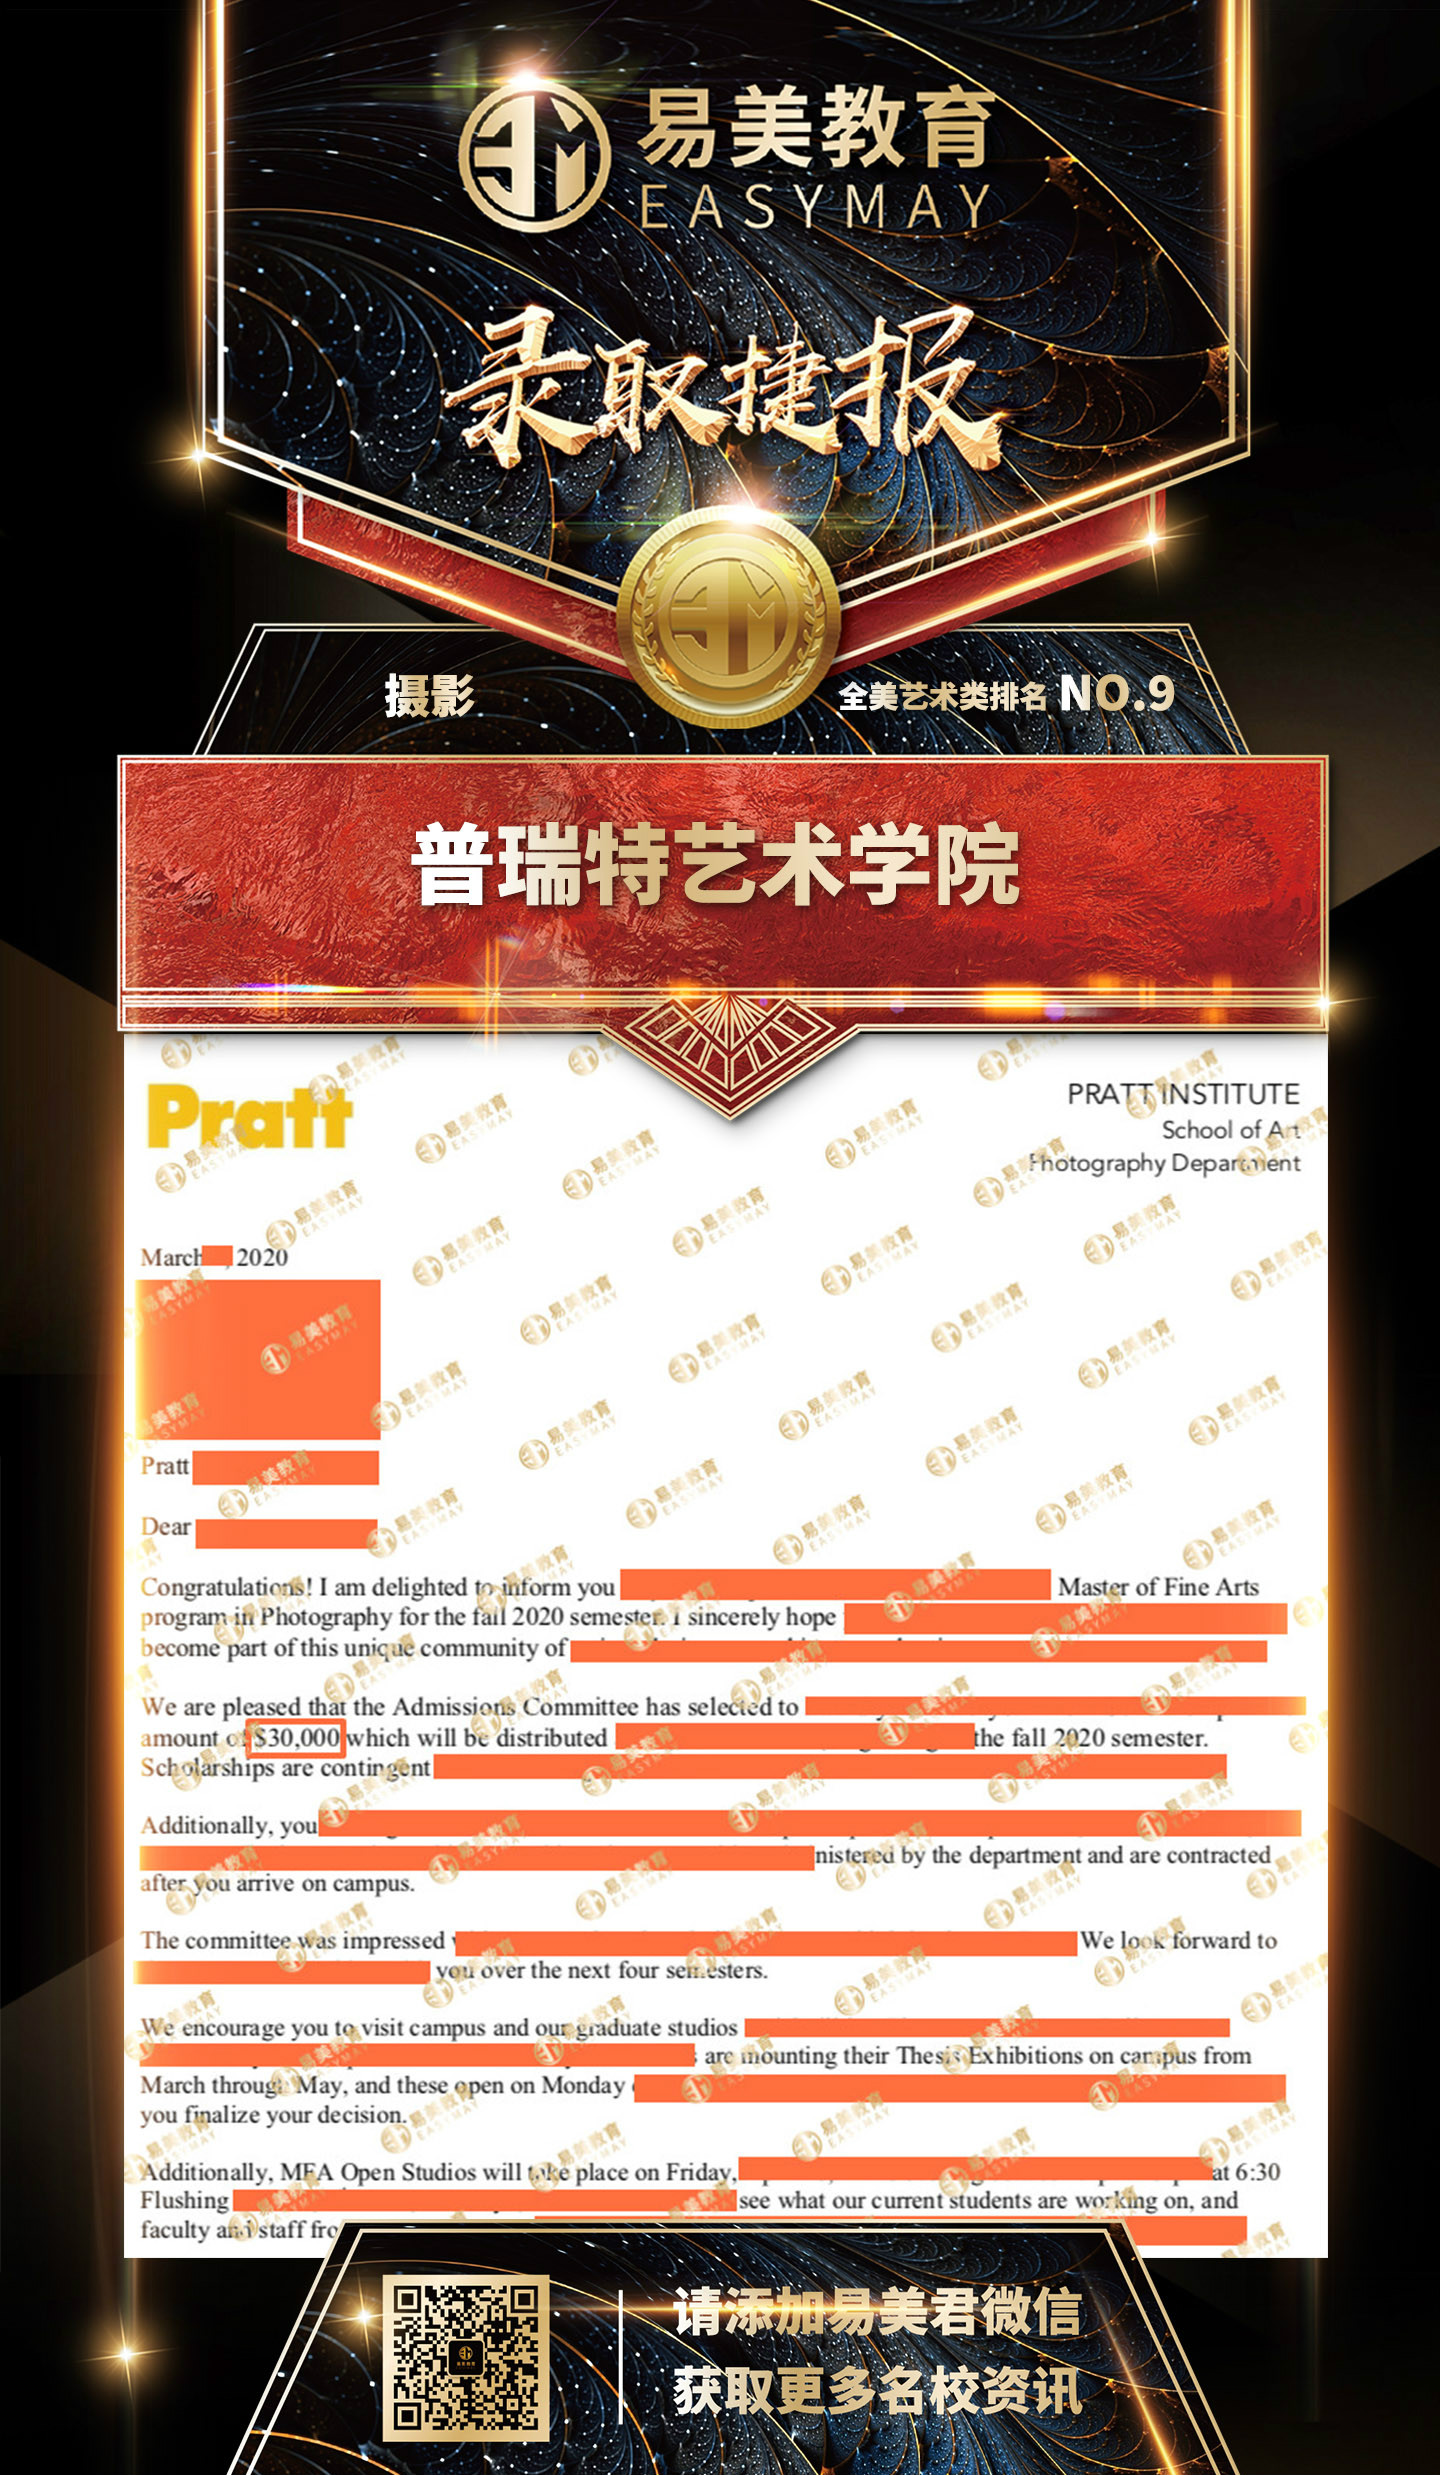 易美教育
EASYMAY
录取捷报
摄影
全美艺术类排名 NO.9
普瑞特艺术学院
Pratt
PRATT INSTITUTE
School of Art
Photography Department
March 2020
Pratt
Dear
Congratulations! I am delighted to inform you Master of Fine Arts
program in Photography for the fall 2020 semester. I sincerely hope
become part of this unique community of
We are pleased that the Admissions Committee has selected to
amount of $30,000 which will be distributed the fall 2020 semester.
Scholarships are contingent
Additionally, you
nistered by the department and are contracted
after you arrive on campus.
The committee was impressed We look forward to
you over the next four semesters.
We encourage you to visit campus and our graduate studios
are mounting their Thesis Exhibitions on campus from
March through May, and these open on Monday
you finalize your decision.
Additionally, MFA Open Studios will take place on Friday, at 6:30
Flushing see what our current students are working on, and
faculty and staff fro
请添加易美君微信
获取更多名校资讯